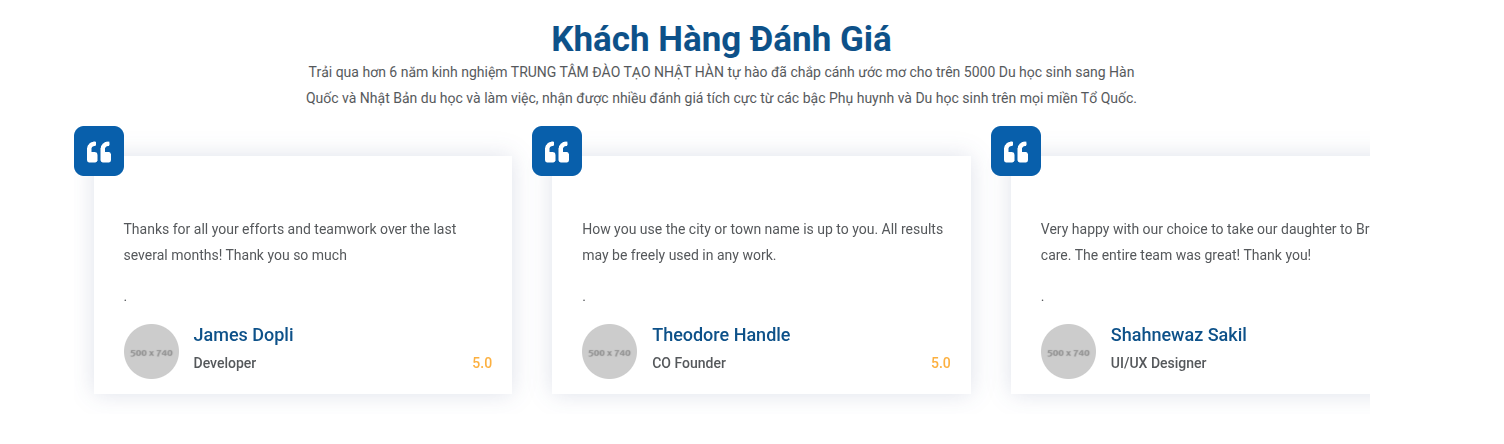 Khách Hàng Đánh Giá
Trải qua hơn 6 năm kinh nghiệm TRUNG TÂM ĐÀO TẠO NHẬT HÀN tự hào đã chắp cánh ước mơ cho trên 5000 Du học sinh sang Hàn
Quốc và Nhật Bản du học và làm việc, nhận được nhiều đánh giá tích cực từ các bậc Phụ huynh và Du học sinh trên mọi miền Tổ Quốc.
Thanks for all your efforts and teamwork over the last
several months! Thank you so much
.
500 x 740
James Dopli
Developer
5.0
How you use the city or town name is up to you. All results
may be freely used in any work.
.
500 x 740
Theodore Handle
CO Founder
5.0
Very happy with our choice to take our daughter to Br
care. The entire team was great! Thank you!
.
500 x 740
Shahnewaz Sakil
UI/UX Designer